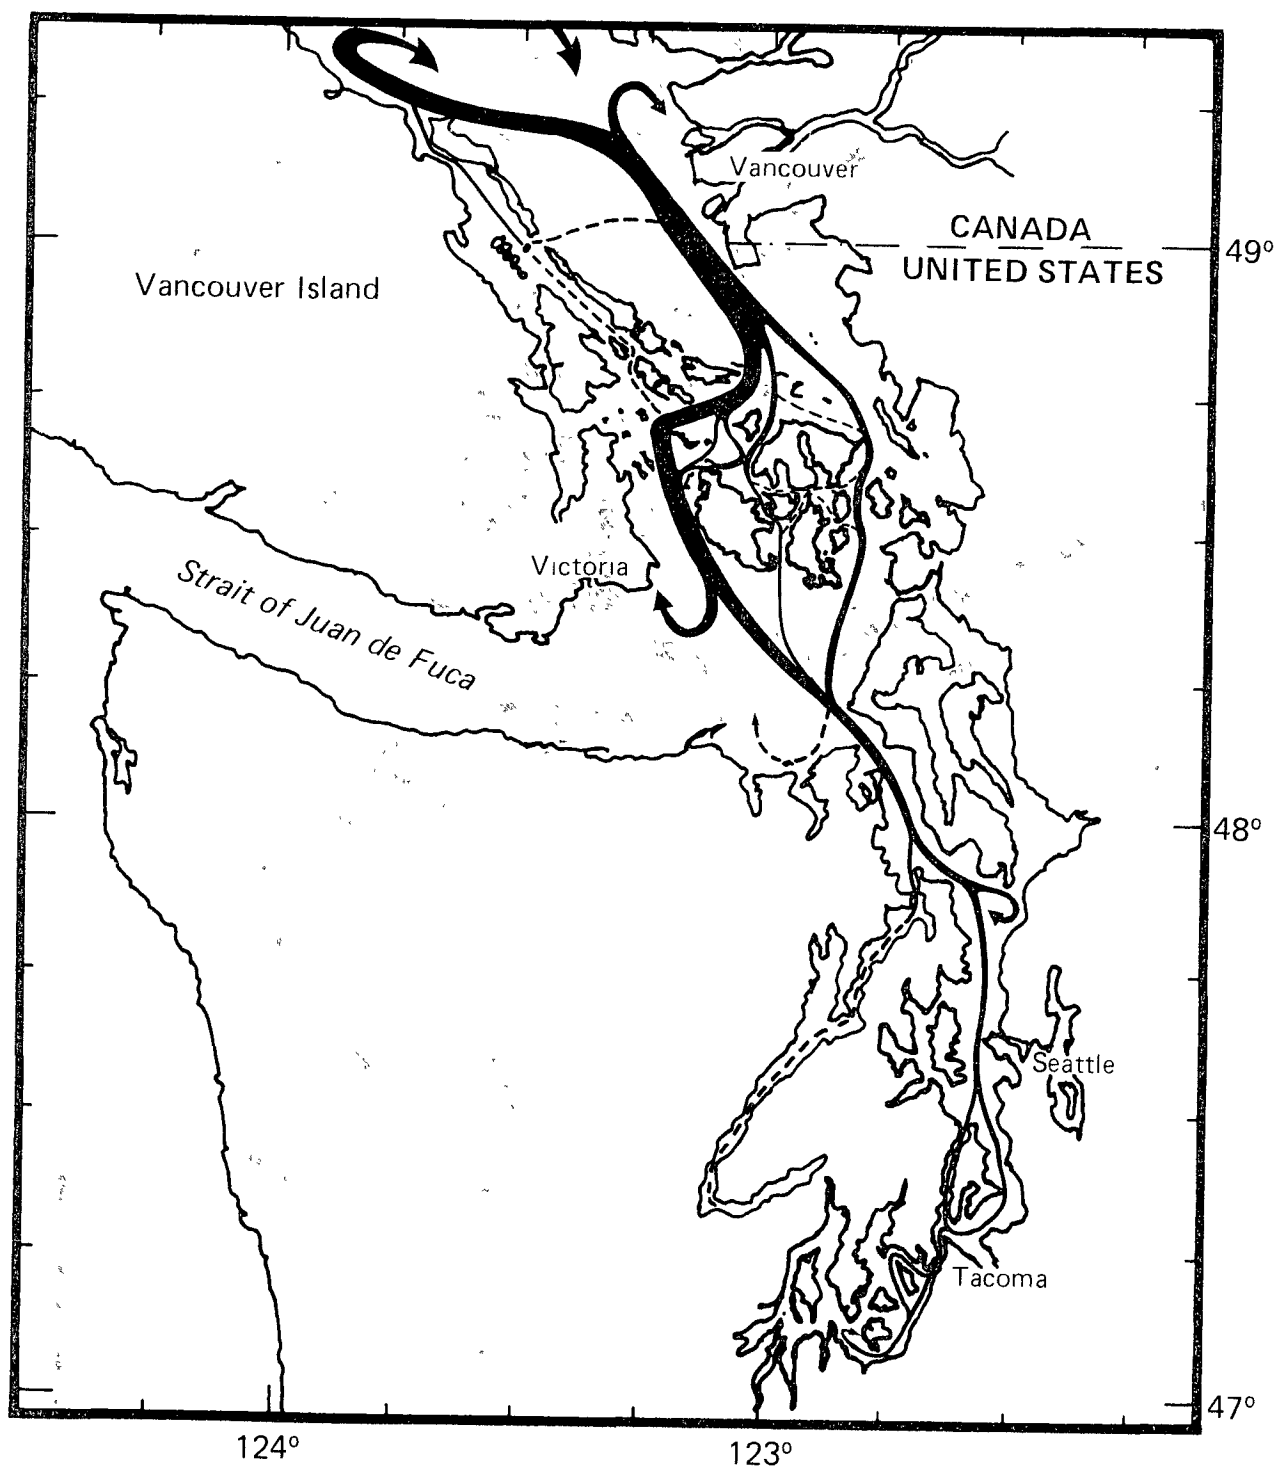 Vancouver
CANADA
49°
UNITED STATES
Vancouver Island
Victoria
Strait of Juan de Fuca
48°
Seattle
Tacoma
47°
124°
123°